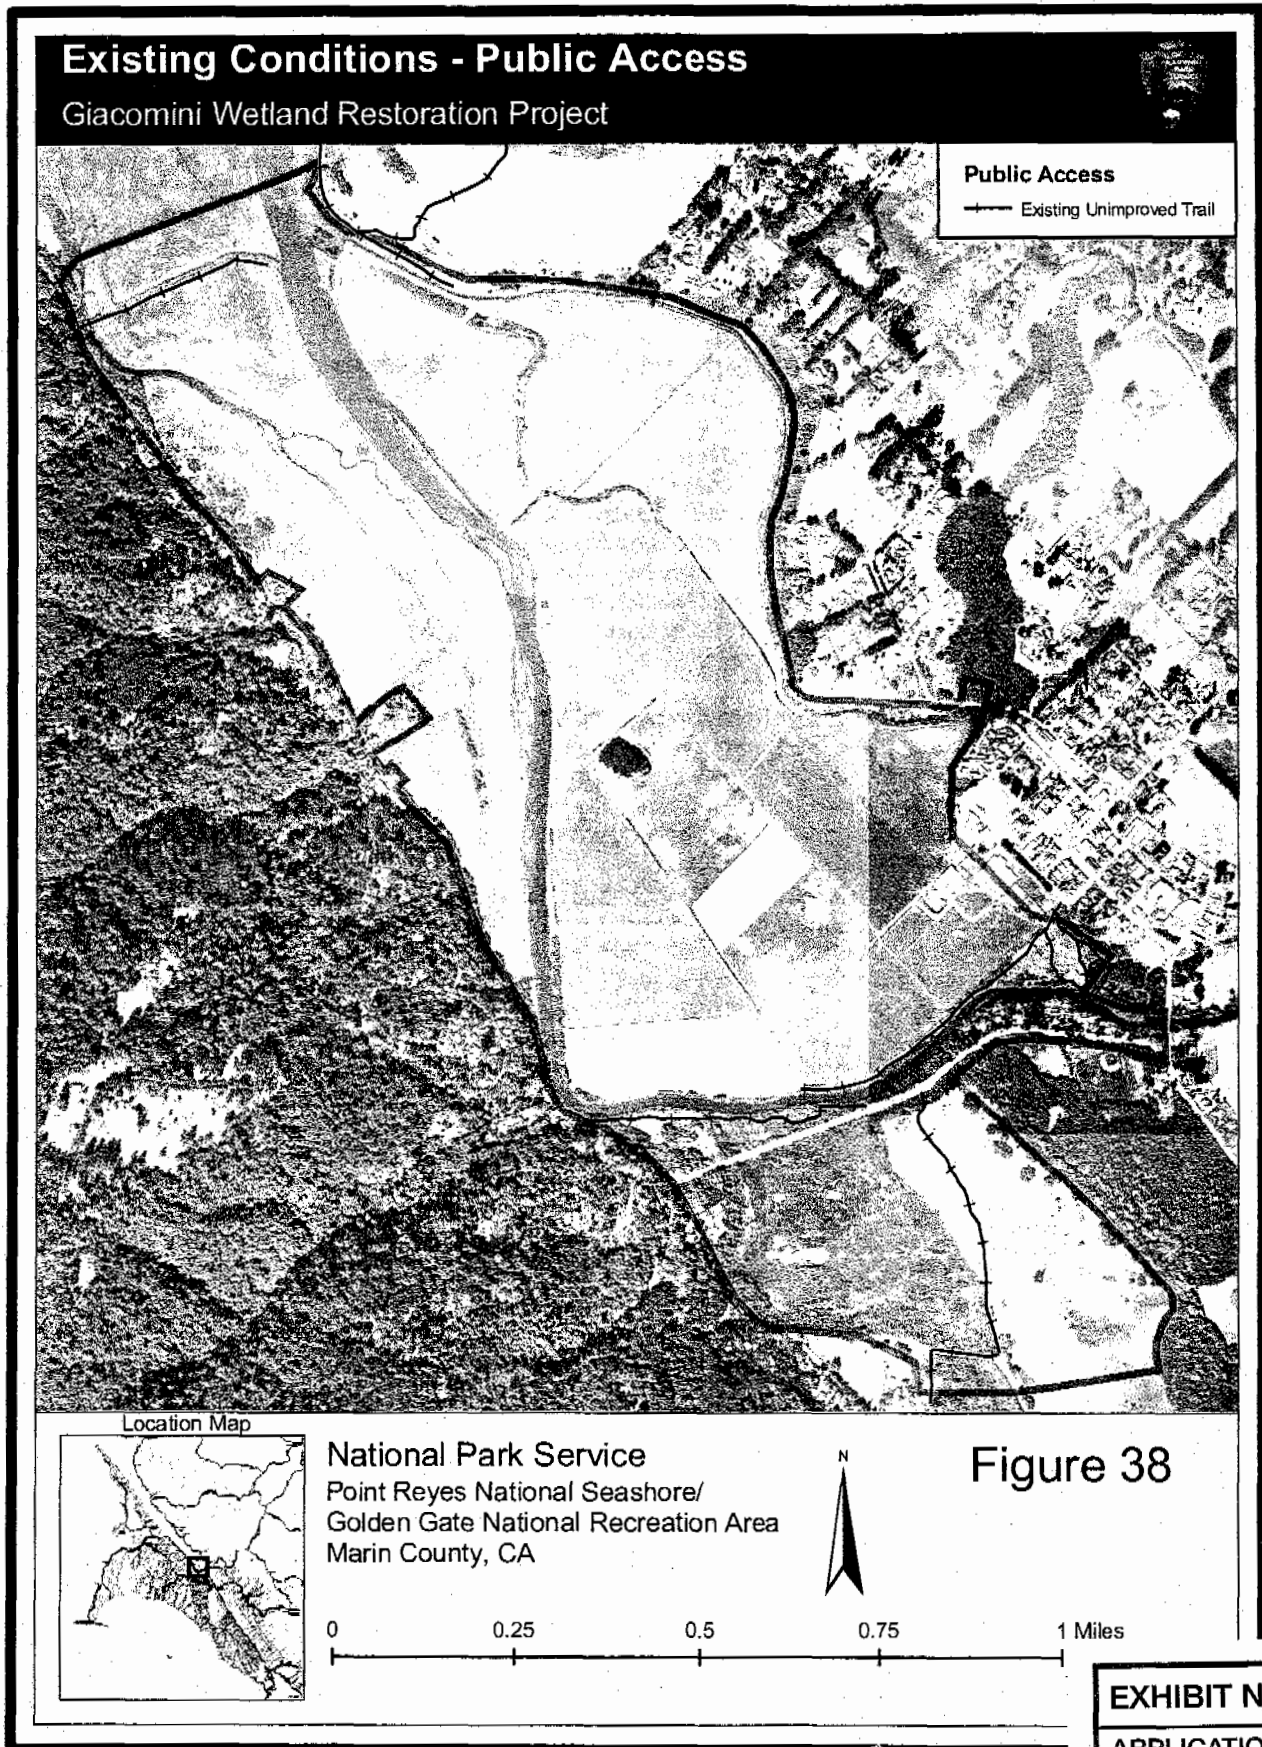 Existing Conditions - Public Access
Giacomini Wetland Restoration Project
Public Access
Existing Unimproved Trail
Location Map
National Park Service
Point Reyes National Seashore/
Golden Gate National Recreation Area
Marin County, CA
N
Figure 38
0 0.25 0.5 0.75 1 Miles
EXHIBIT N
APPLICATIO